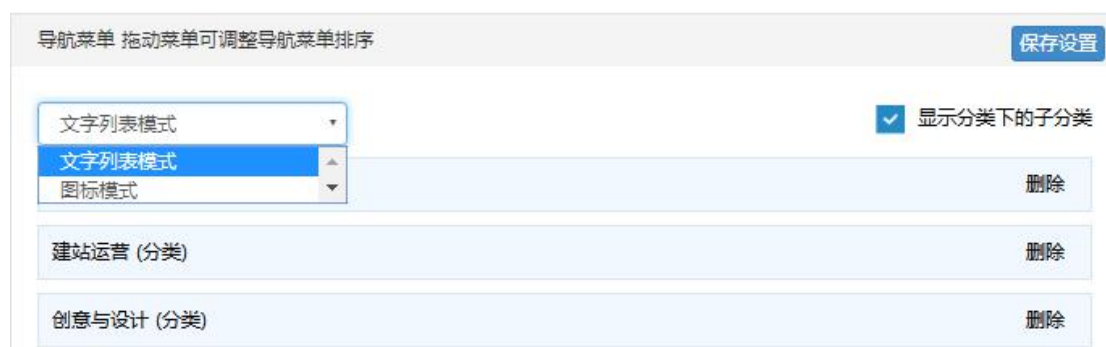 导航菜单 拖动菜单可调整导航菜单排序
保存设置
文字列表模式
显示分类下的子分类
文字列表模式
图标模式
删除
建站运营 (分类)
删除
创意与设计 (分类)
删除